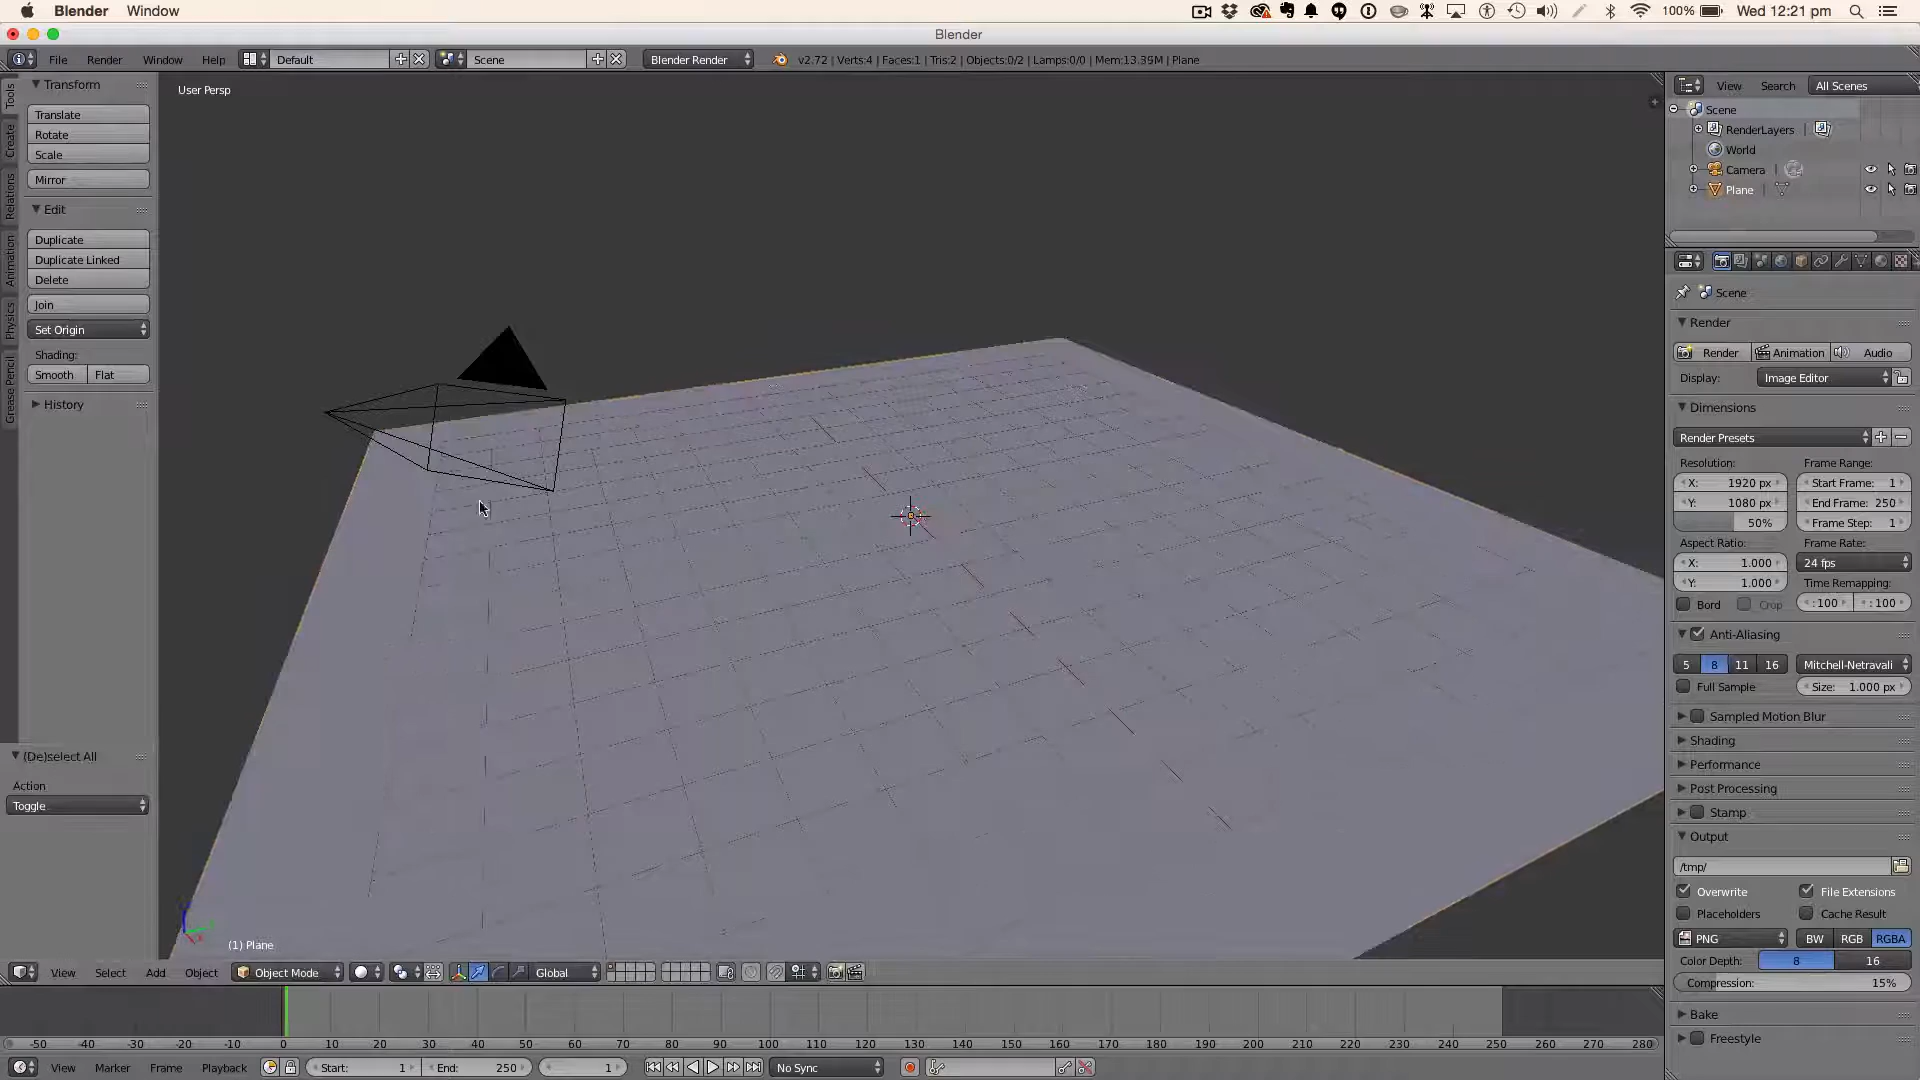 Blender Window 100% Wed 12:21 pm
Blender
File Render Window Help Default Scene Blender Render v2.72 | Verts:4 | Faces:1 | Tris:2 | Objects:0/2 | Lamps:0/0 | Mem:13.35M | Plane
Tools
Create
Relations
Animation
Physics
Grease Pencil
Transform
Translate
Rotate
Scale
Mirror
Edit
Duplicate
Duplicate Linked
Delete
Join
Set Origin
Shading:
Smooth Flat
History
(De)select All
Action
Toggle
User Persp
(1) Plane
View Search All Scenes
Scene
RenderLayers |
World
Camera |
Plane |
Scene
Render
Render Animation Audio
Display: Image Editor
Dimensions
Render Presets
Resolution: Frame Range:
X: 1920 px Start Frame: 1
Y: 1080 px End Frame: 250
50% Frame Step: 1
Aspect Ratio: Frame Rate:
X: 1.000 24 fps
Y: 1.000 Time Remapping:
Bord Crop :100 :100
Anti-Aliasing
5 8 11 16 Mitchell-Netravali
Full Sample Size: 1.000 px
Sampled Motion Blur
Shading
Performance
Post Processing
Stamp
Output
/tmp/
Overwrite File Extensions
Placeholders Cache Result
PNG BW RGB RGBA
Color Depth: 8 16
Compression: 15%
Bake
Freestyle
View Select Add Object Object Mode Global
-50 -40 -30 -20 -10 0 10 20 30 40 50 60 70 80 90 100 110 120 130 140 150 160 170 180 190 200 210 220 230 240 250 260 270 280
View Marker Frame Playback Start: 1 End: 250 1 No Sync